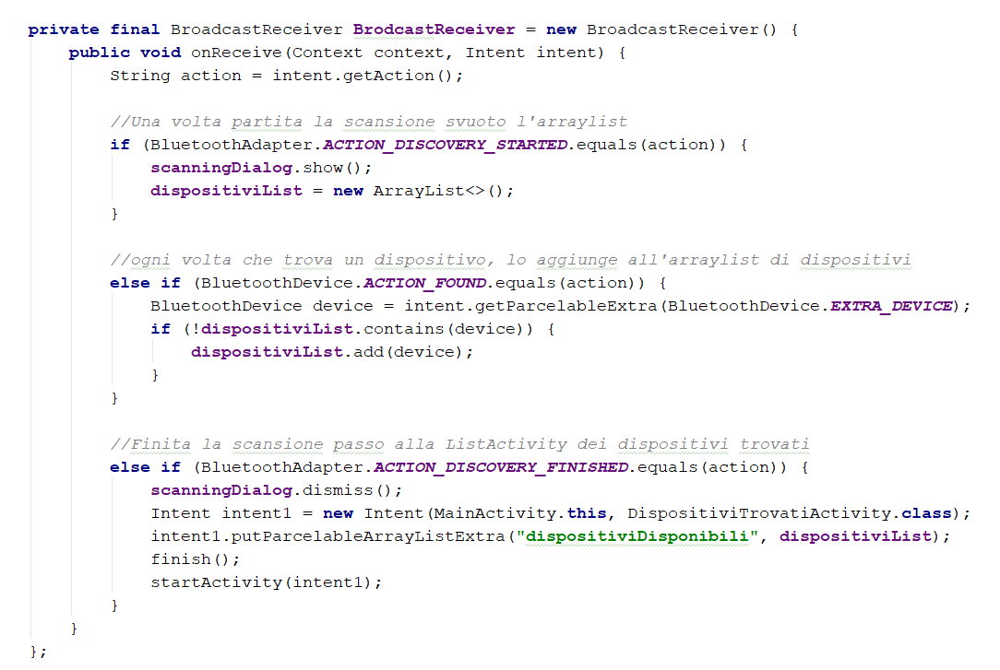 private final BroadcastReceiver BrodcastReceiver = new BroadcastReceiver() {
public void onReceive(Context context, Intent intent) {
String action = intent.getAction();
//Una volta partita la scansione svuoto l'arraylist
if (BluetoothAdapter.ACTION_DISCOVERY_STARTED.equals(action)) {
scanningDialog.show();
dispositiviList = new ArrayList<>();
}
//ogni volta che trova un dispositivo, lo aggiunge all'arraylist di dispositivi
else if (BluetoothDevice.ACTION_FOUND.equals(action)) {
BluetoothDevice device = intent.getParcelableExtra(BluetoothDevice.EXTRA_DEVICE);
if (!dispositiviList.contains(device)) {
dispositiviList.add(device);
}
}
//Finita la scansione passo alla ListActivity dei dispositivi trovati
else if (BluetoothAdapter.ACTION_DISCOVERY_FINISHED.equals(action)) {
scanningDialog.dismiss();
Intent intent1 = new Intent(MainActivity.this, DispositiviTrovatiActivity.class);
intent1.putParcelableArrayListExtra("dispositiviDisponibili", dispositiviList);
finish();
startActivity(intent1);
}
}
};